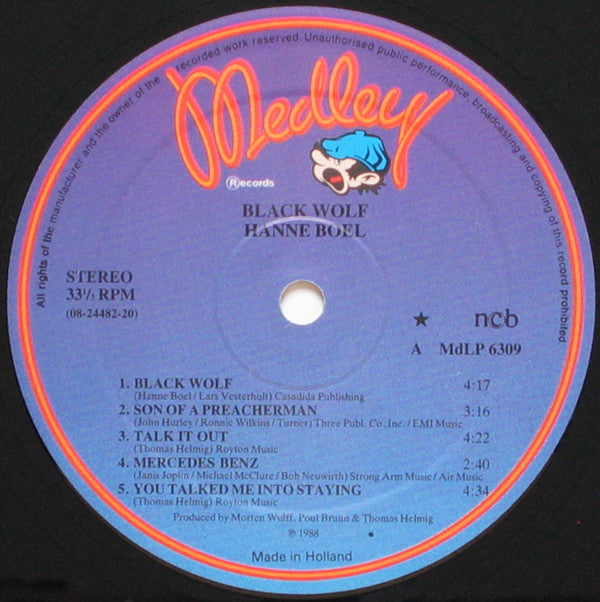 All rights of the manufacturer and the owner of the recorded work reserved. Unauthorised public performance, broadcasting and copying of this record prohibited
Medley
Records
BLACK WOLF
HANNE BOEL
STEREO
33⅓ RPM
(08-24482-20)
★ ncb
A MdLP 6309
1. BLACK WOLF 4:17
(Hanne Boel / Lars Vesterholt) Casadida Publishing
2. SON OF A PREACHERMAN 3:16
(John Hurley / Ronnie Wilkins / Turner) Three Publ. Co. Inc. / EMI Music
3. TALK IT OUT 4:22
(Thomas Helmig) Royton Music
4. MERCEDES BENZ 2:40
(Janis Joplin / Michael McClure / Bob Neuwirth) Strong Arm Music / Air Music
5. YOU TALKED ME INTO STAYING 4:34
(Thomas Helmig) Royton Music
Produced by Morten Wulff. Poul Bruun & Thomas Helmig
℗ 1988
Made in Holland